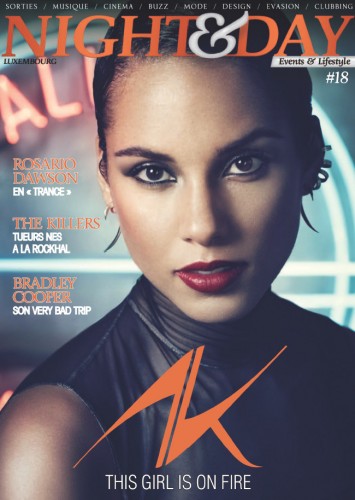 SORTIES / MUSIQUE / CINEMA / BUZZ / MODE / DESIGN / EVASION / CLUBBING
NIGHT&DAY
LUXEMBOURG
Events & Lifestyle
#18
AL
ROSARIO
DAWSON
EN « TRANCE »
THE KILLERS
TUEURS NES
A LA ROCKHAL
BRADLEY
COOPER
SON VERY BAD TRIP
AK
THIS GIRL IS ON FIRE